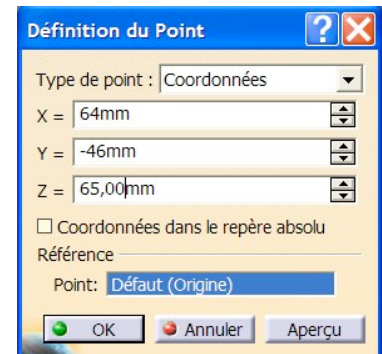 Définition du Point
Type de point : Coordonnées
X = 64mm
Y = -46mm
Z = 65,00mm
Coordonnées dans le repère absolu
Référence
Point: Défaut (Origine)
OK Annuler Aperçu